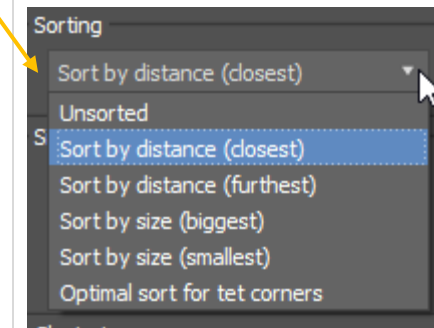 Sorting
Sort by distance (closest)
Unsorted
S
Sort by distance (closest)
Sort by distance (furthest)
Sort by size (biggest)
Sort by size (smallest)
Optimal sort for tet corners